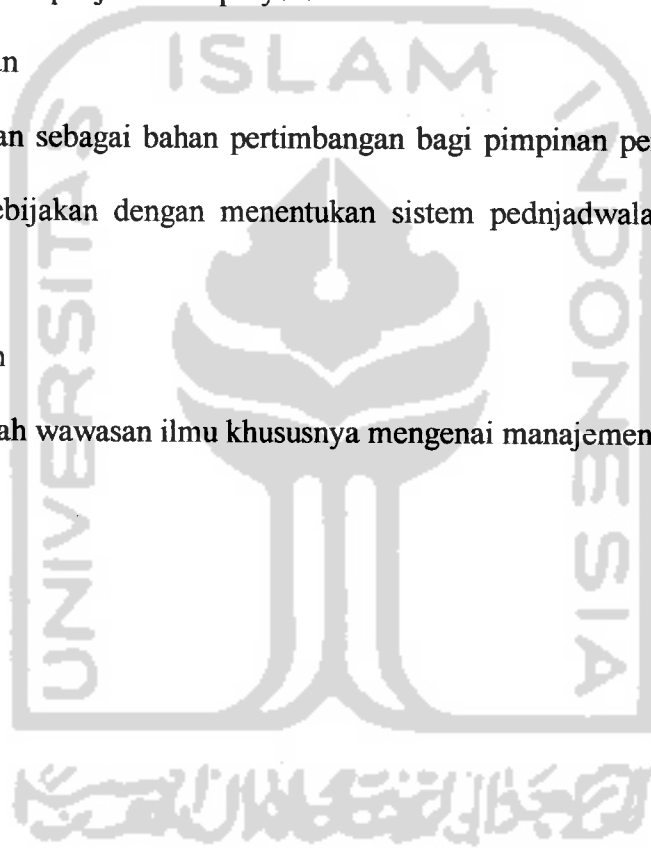 ISLAM
UNIVERSITAS
INDONESIA
an
an sebagai bahan pertimbangan bagi pimpinan pe
ebijakan dengan menentukan sistem pednjadwala
ah wawasan ilmu khususnya mengenai manajemen